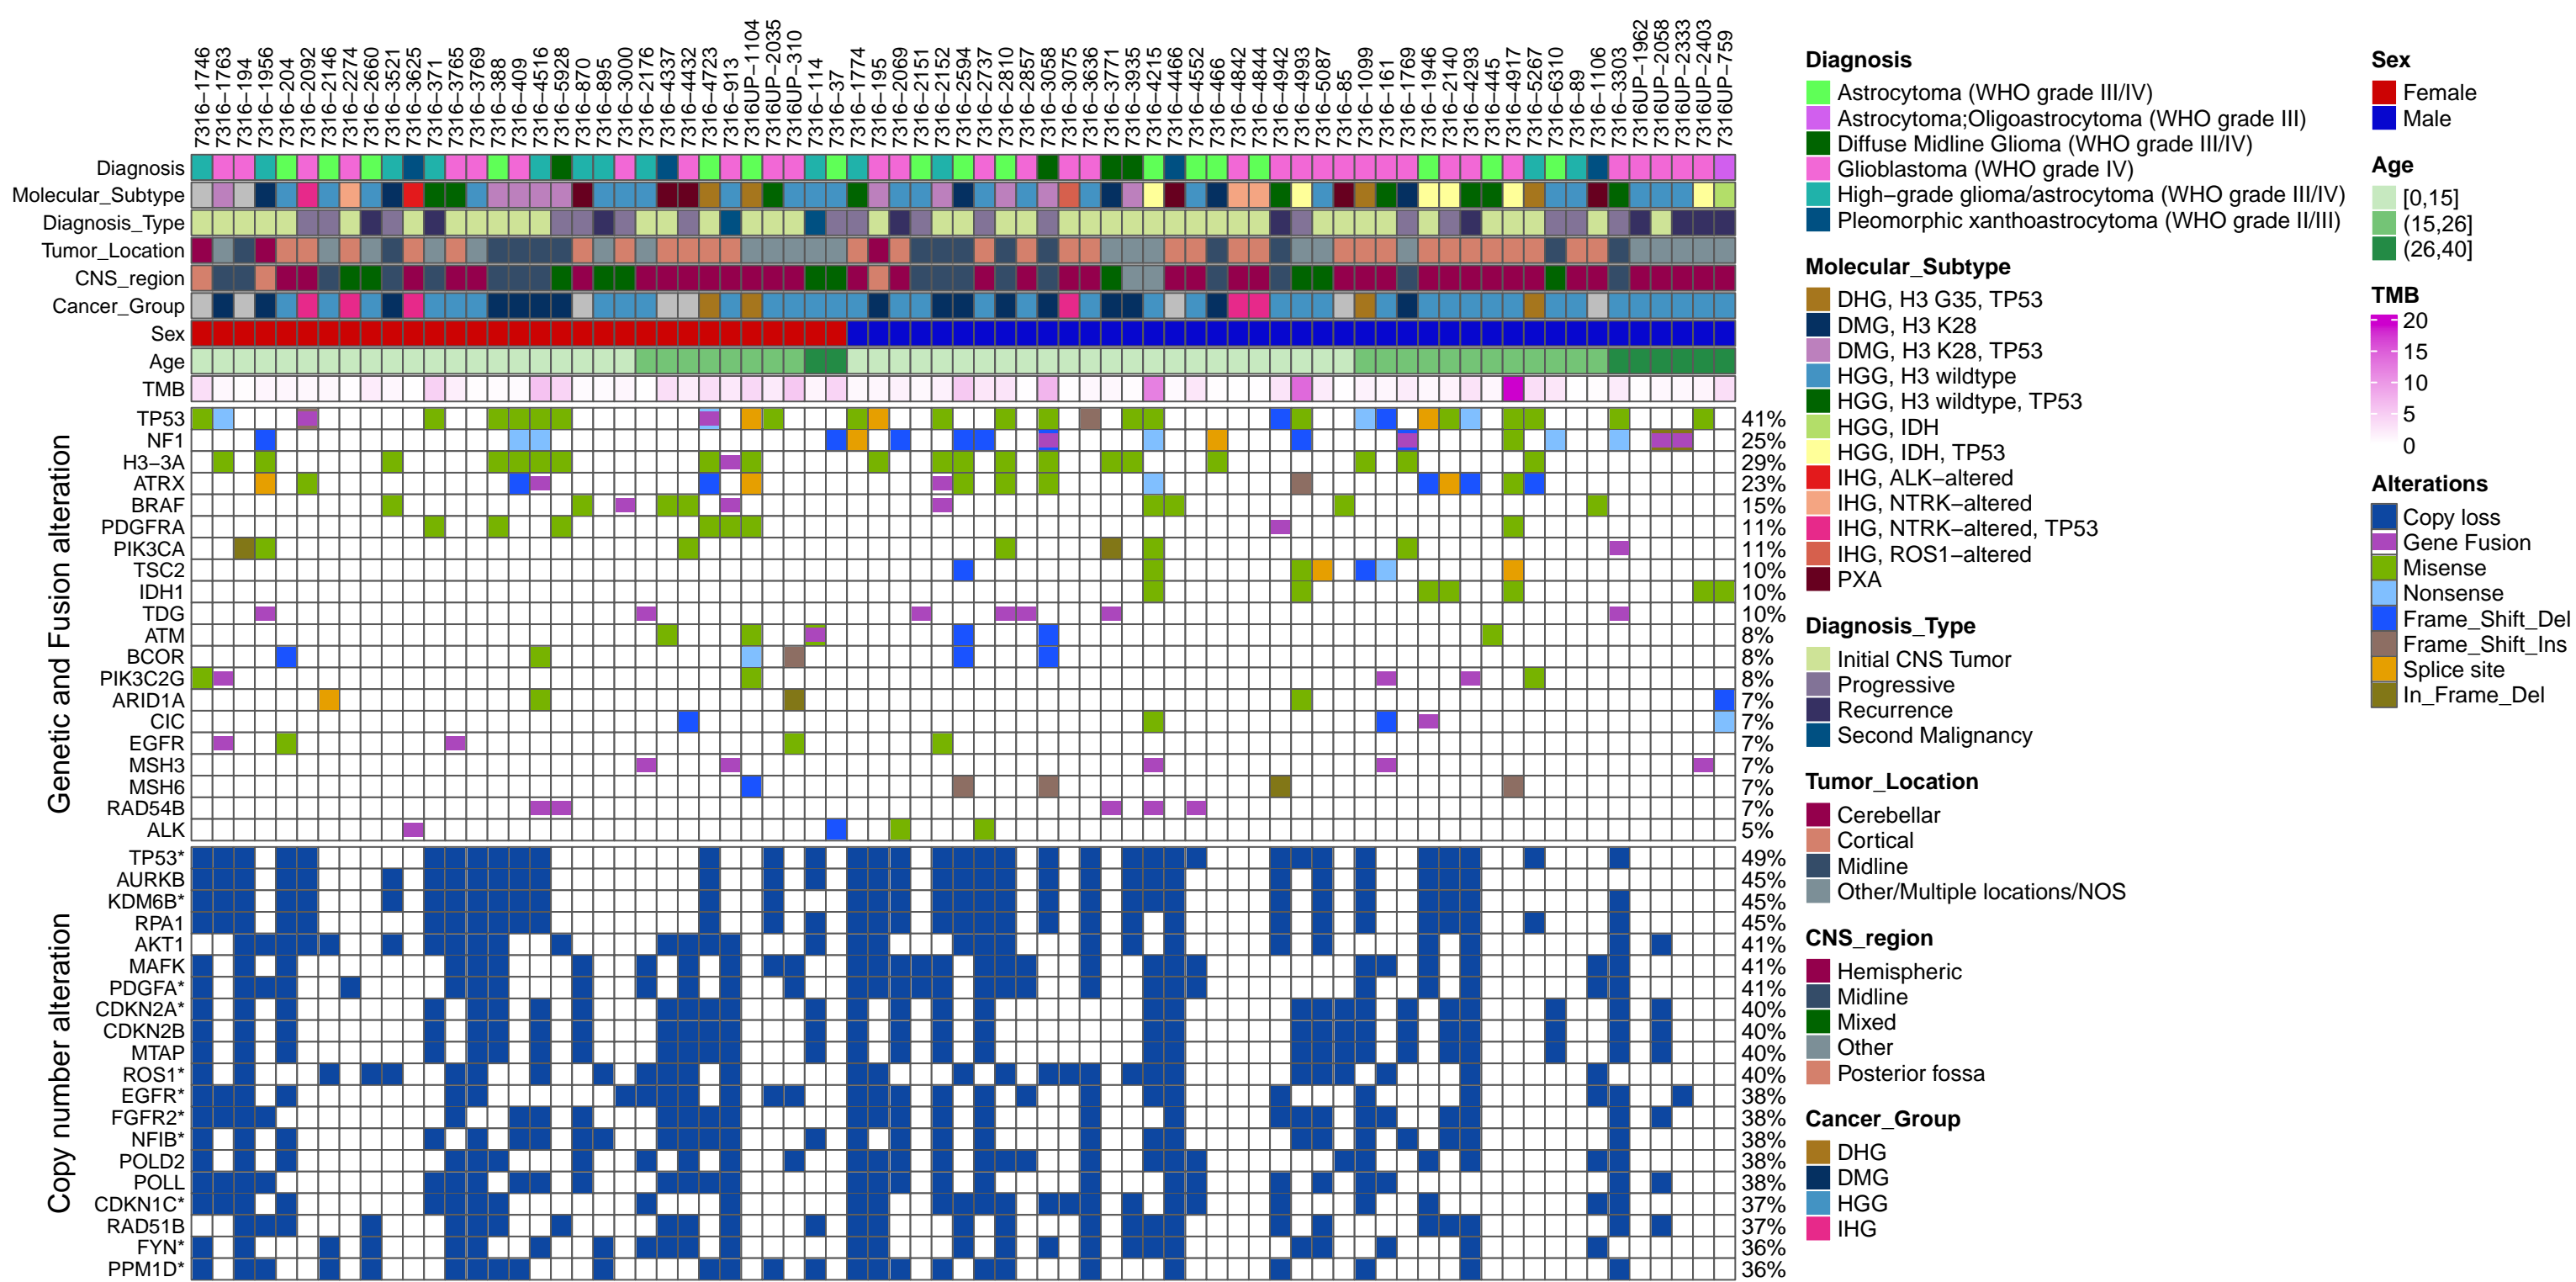 7316−1746
7316−1763
7316−194
7316−1956
7316−204
7316−2092
7316−2146
7316−2274
7316−2660
7316−3521
7316−3625
7316−371
7316−3765
7316−3769
7316−388
7316−409
7316−4516
7316−5928
7316−870
7316−895
7316−3000
7316−2176
7316−4337
7316−4432
7316−4723
7316−913
7316UP−1104
7316UP−2035
7316UP−310
7316−114
7316−37
7316−1774
7316−195
7316−2069
7316−2151
7316−2152
7316−2594
7316−2737
7316−2810
7316−2857
7316−3058
7316−3075
7316−3636
7316−3771
7316−3935
7316−4215
7316−4466
7316−4552
7316−466
7316−4842
7316−4844
7316−4942
7316−4993
7316−5087
7316−85
7316−1099
7316−161
7316−1769
7316−1946
7316−2140
7316−4293
7316−445
7316−4917
7316−5267
7316−6310
7316−89
7316−1106
7316−3303
7316UP−1962
7316UP−2058
7316UP−2333
7316UP−2403
7316UP−759
Diagnosis
Molecular_Subtype
Diagnosis_Type
Tumor_Location
CNS_region
Cancer_Group
Sex
Age
TMB
Genetic and Fusion alteration
TP53 41%
NF1 25%
H3−3A 29%
ATRX 23%
BRAF 15%
PDGFRA 11%
PIK3CA 11%
TSC2 10%
IDH1 10%
TDG 10%
ATM 8%
BCOR 8%
PIK3C2G 8%
ARID1A 7%
CIC 7%
EGFR 7%
MSH3 7%
MSH6 7%
RAD54B 7%
ALK 5%
Copy number alteration
TP53* 49%
AURKB 45%
KDM6B* 45%
RPA1 45%
AKT1 41%
MAFK 41%
PDGFA* 41%
CDKN2A* 40%
CDKN2B 40%
MTAP 40%
ROS1* 40%
EGFR* 38%
FGFR2* 38%
NFIB* 38%
POLD2 38%
POLL 38%
CDKN1C* 37%
RAD51B 37%
FYN* 36%
PPM1D* 36%
Diagnosis
Astrocytoma (WHO grade III/IV)
Astrocytoma;Oligoastrocytoma (WHO grade III)
Diffuse Midline Glioma (WHO grade III/IV)
Glioblastoma (WHO grade IV)
High−grade glioma/astrocytoma (WHO grade III/IV)
Pleomorphic xanthoastrocytoma (WHO grade II/III)
Molecular_Subtype
DHG, H3 G35, TP53
DMG, H3 K28
DMG, H3 K28, TP53
HGG, H3 wildtype
HGG, H3 wildtype, TP53
HGG, IDH
HGG, IDH, TP53
IHG, ALK−altered
IHG, NTRK−altered
IHG, NTRK−altered, TP53
IHG, ROS1−altered
PXA
Diagnosis_Type
Initial CNS Tumor
Progressive
Recurrence
Second Malignancy
Tumor_Location
Cerebellar
Cortical
Midline
Other/Multiple locations/NOS
CNS_region
Hemispheric
Midline
Mixed
Other
Posterior fossa
Cancer_Group
DHG
DMG
HGG
IHG
Sex
Female
Male
Age
[0,15]
(15,26]
(26,40]
TMB
20
15
10
5
0
Alterations
Copy loss
Gene Fusion
Misense
Nonsense
Frame_Shift_Del
Frame_Shift_Ins
Splice site
In_Frame_Del